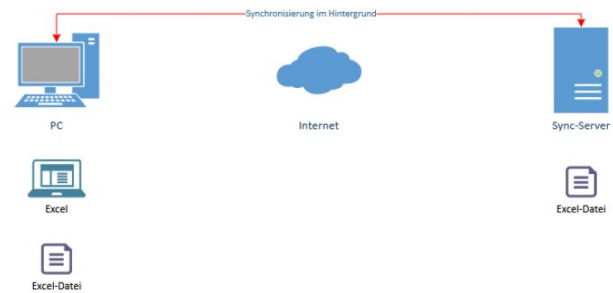 Synchronisierung im Hintergrund
PC
Internet
Sync-Server
Excel
Excel-Datei
Excel-Datei